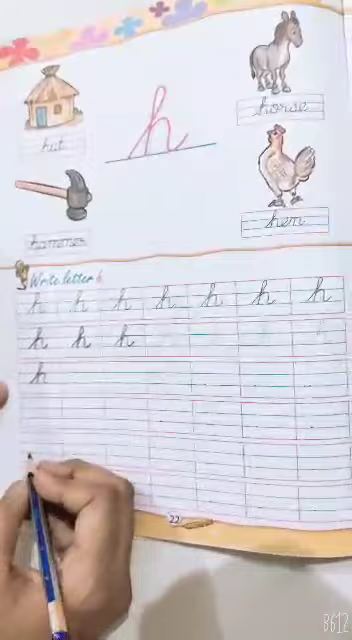 h
horse
hut
hammer
hen
Write letter h
h h h h h h h
h h h
h
22
8612